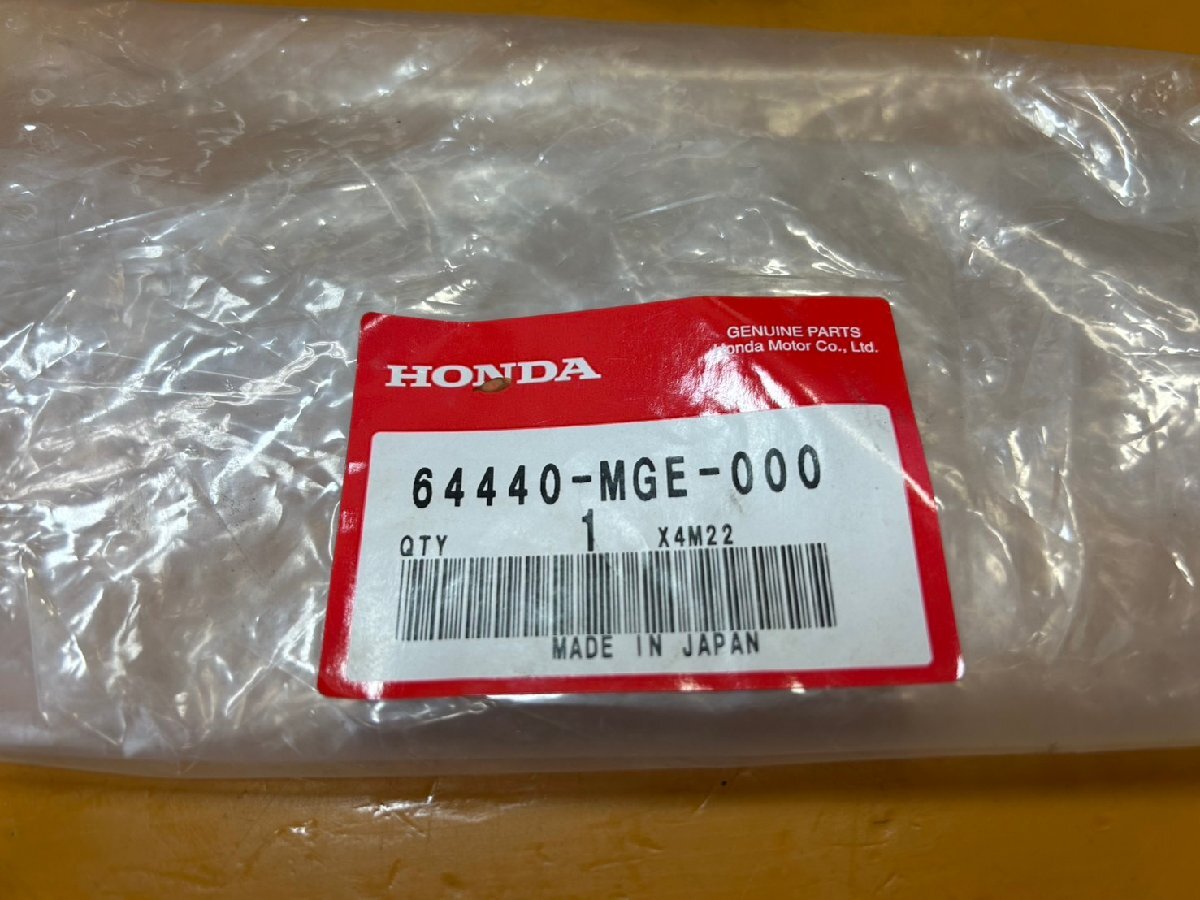 GENUINE PARTS
Honda Motor Co., Ltd.
HONDA
64440-MGE-000
QTY 1 X4M22
MADE IN JAPAN